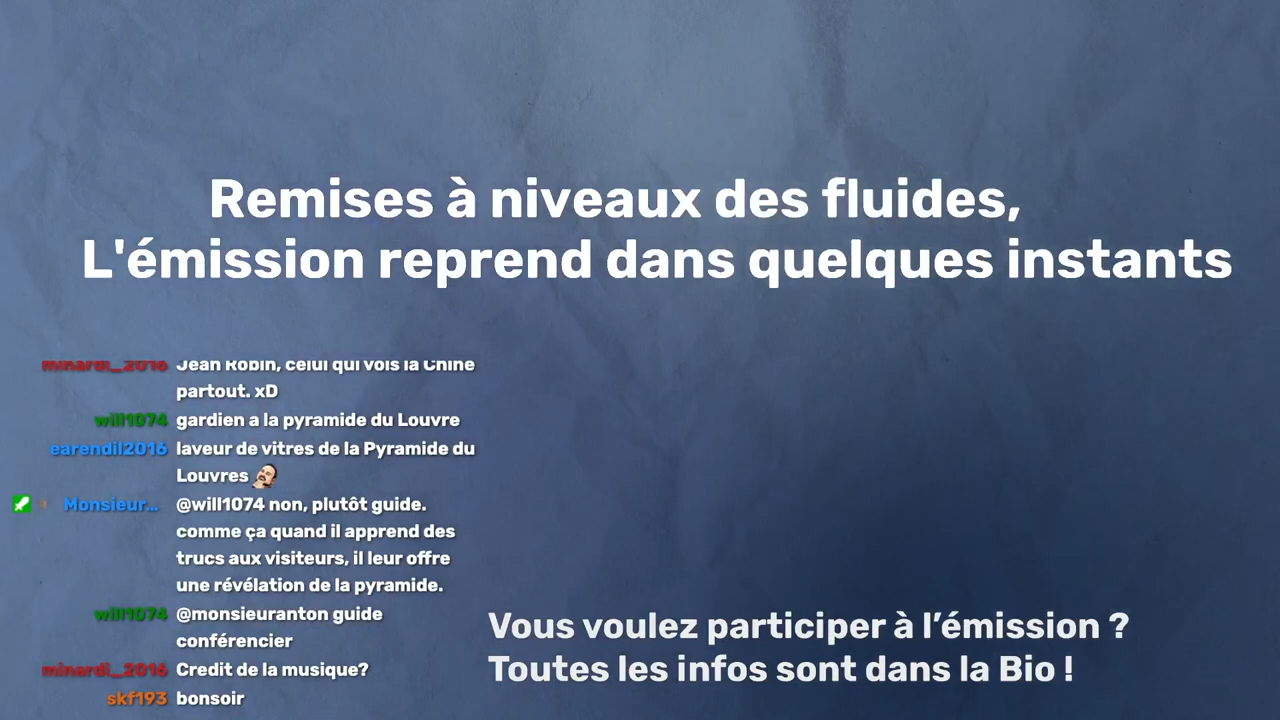 Remises à niveaux des fluides,
L'émission reprend dans quelques instants
minardi_2016 Jean Robin, celui qui vois la Chine
partout. xD
will1074 gardien a la pyramide du Louvre
earendil2016 laveur de vitres de la Pyramide du
Louvres
Monsieur... @will1074 non, plutôt guide.
comme ça quand il apprend des
trucs aux visiteurs, il leur offre
une révélation de la pyramide.
will1074 @monsieuranton guide
conférencier
minardi_2016 Credit de la musique?
skf193 bonsoir
Vous voulez participer à l’émission ?
Toutes les infos sont dans la Bio !